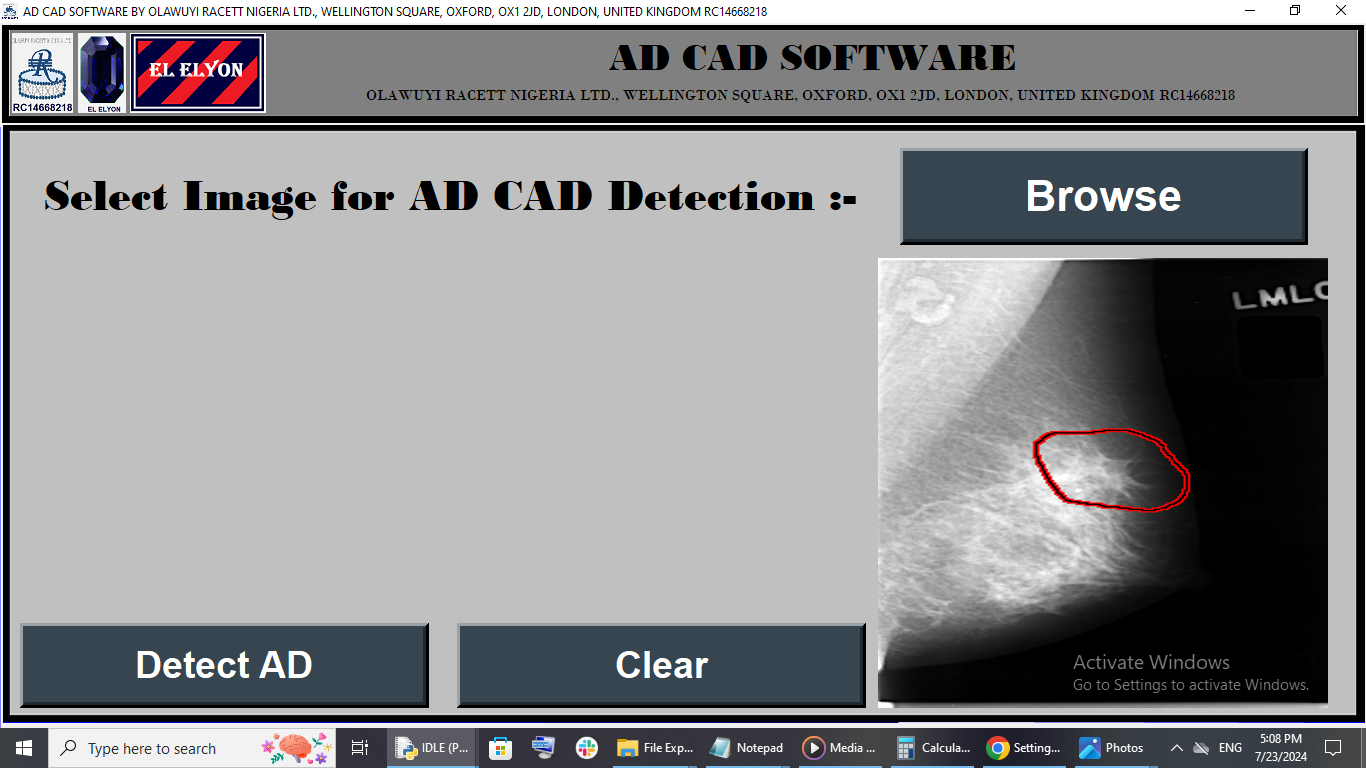 AD CAD SOFTWARE BY OLAWUYI RACETT NIGERIA LTD., WELLINGTON SQUARE, OXFORD, OX1 2JD, LONDON, UNITED KINGDOM RC14668218
RC14668218
EL ELYON
EL ELYON
AD CAD SOFTWARE
OLAWUYI RACETT NIGERIA LTD., WELLINGTON SQUARE. OXFORD, OX1 2JD, LONDON, UNITED KINGDOM RC14668218
Select Image for AD CAD Detection :-
Browse
LMLO
Detect AD
Clear
Activate Windows
Go to Settings to activate Windows.
Type here to search
IDLE (P...
File Exp...
Notepad
Media ...
Calcula...
Setting...
Photos
ENG
5:08 PM
7/23/2024